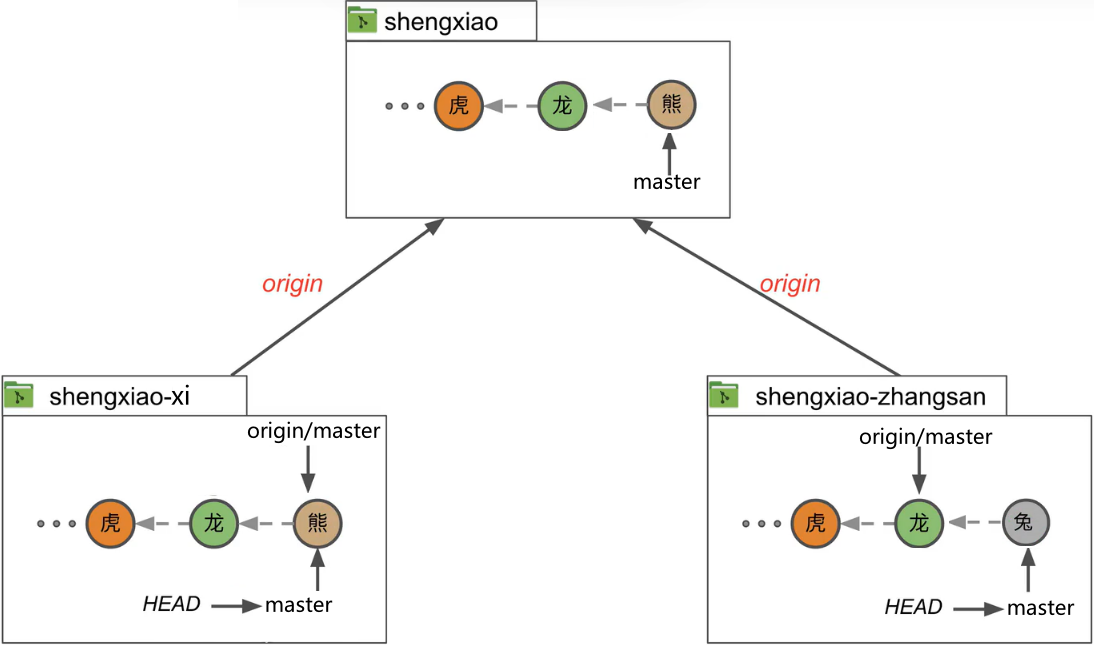 shengxiao
虎 龙 熊
master
origin
origin
shengxiao-xi
origin/master
虎 龙 熊
HEAD master
shengxiao-zhangsan
origin/master
虎 龙 兔
HEAD master